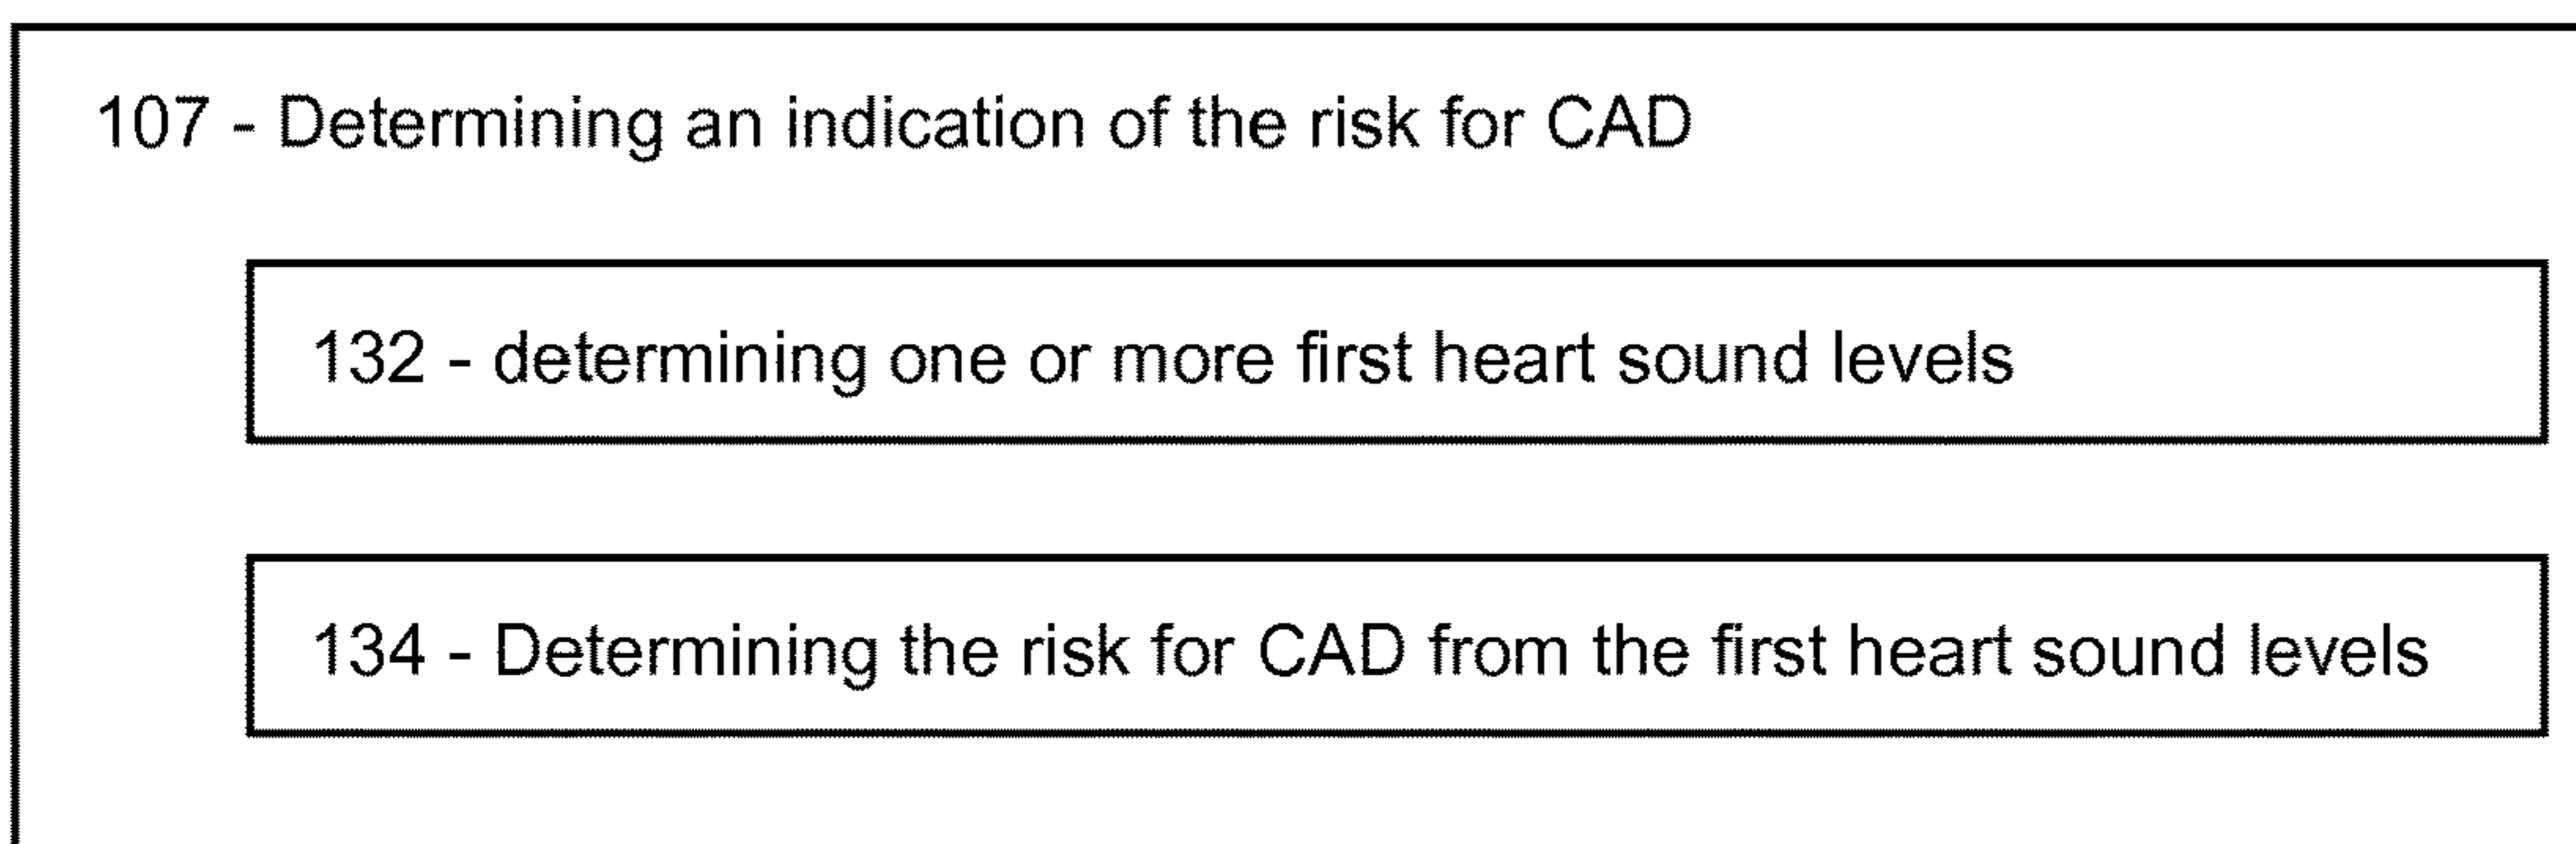 107 - Determining an indication of the risk for CAD
132 - determining one or more first heart sound levels
134 - Determining the risk for CAD from the first heart sound levels